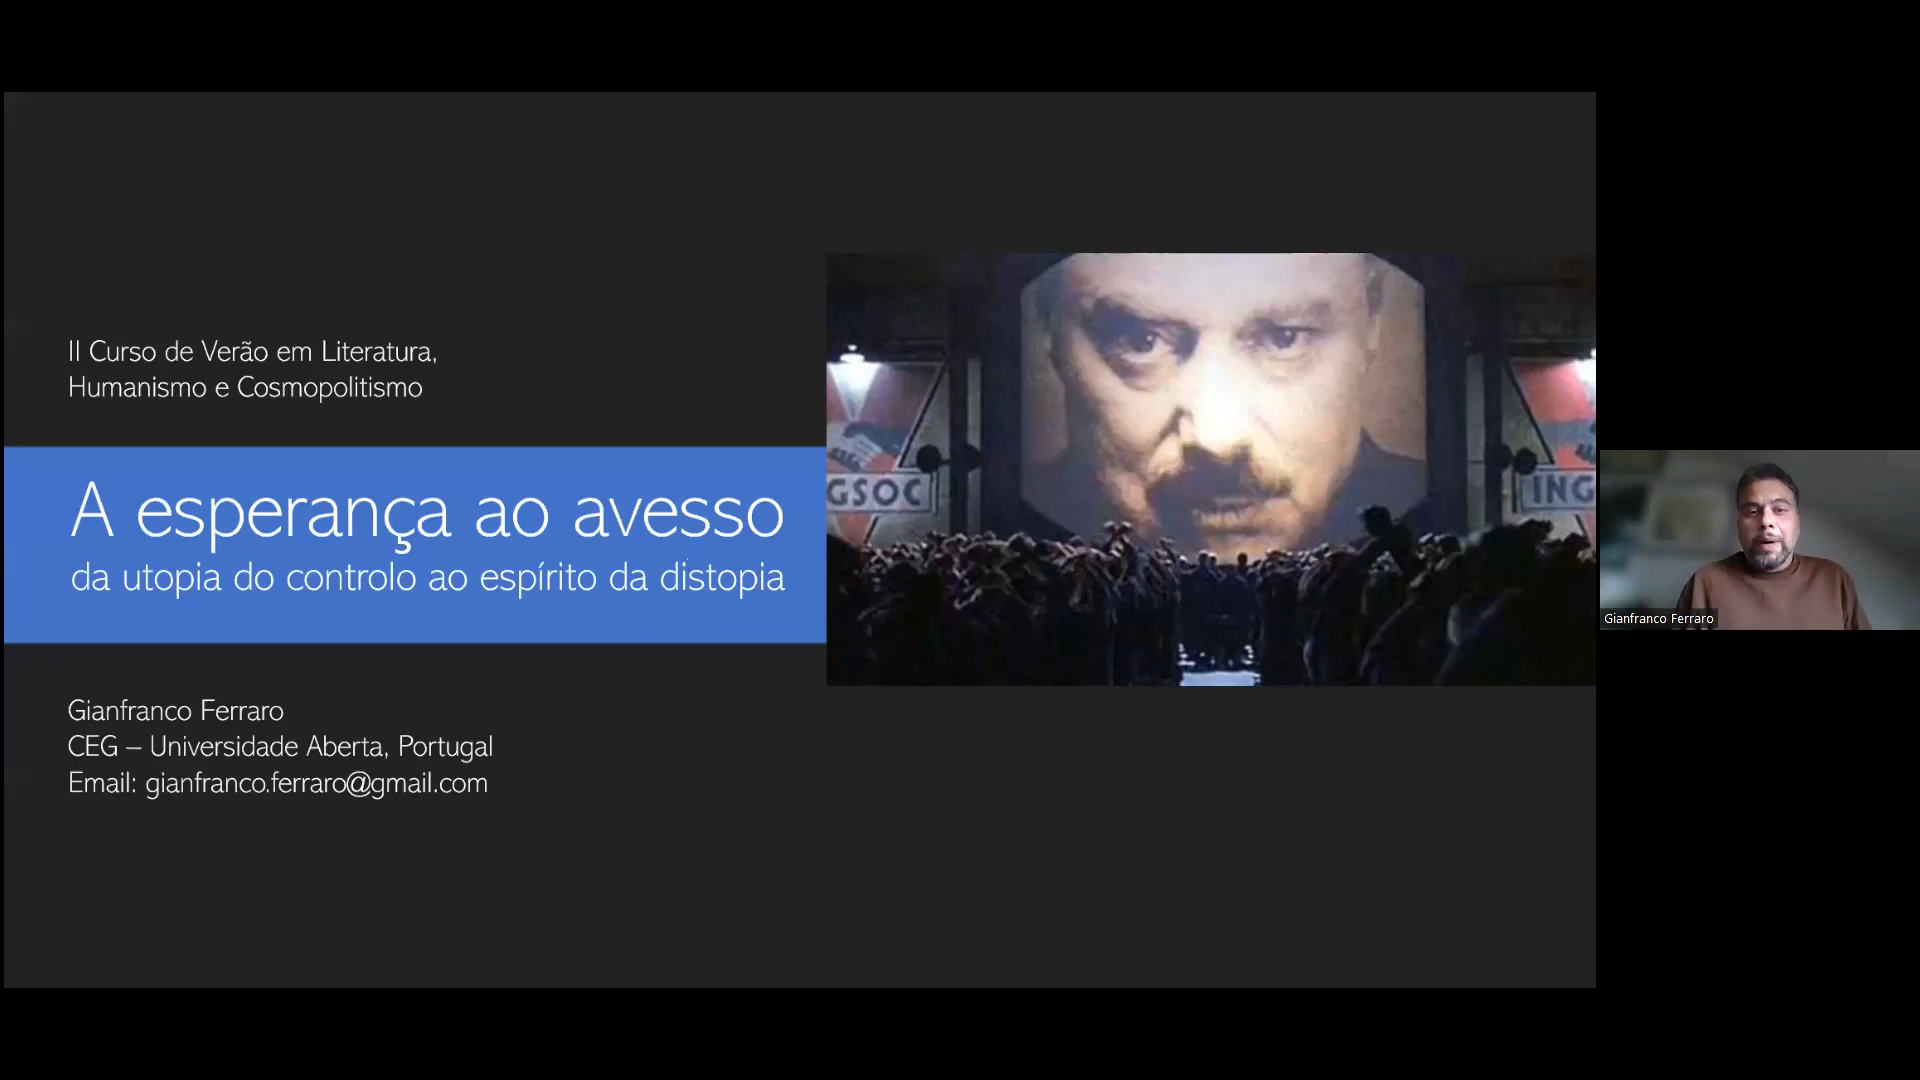 II Curso de Verão em Literatura,
Humanismo e Cosmopolitismo
A esperança ao avesso
da utopia do controlo ao espírito da distopia
Gianfranco Ferraro
CEG – Universidade Aberta, Portugal
Email: gianfranco.ferraro@gmail.com
GSOC
ING
Gianfranco Ferraro